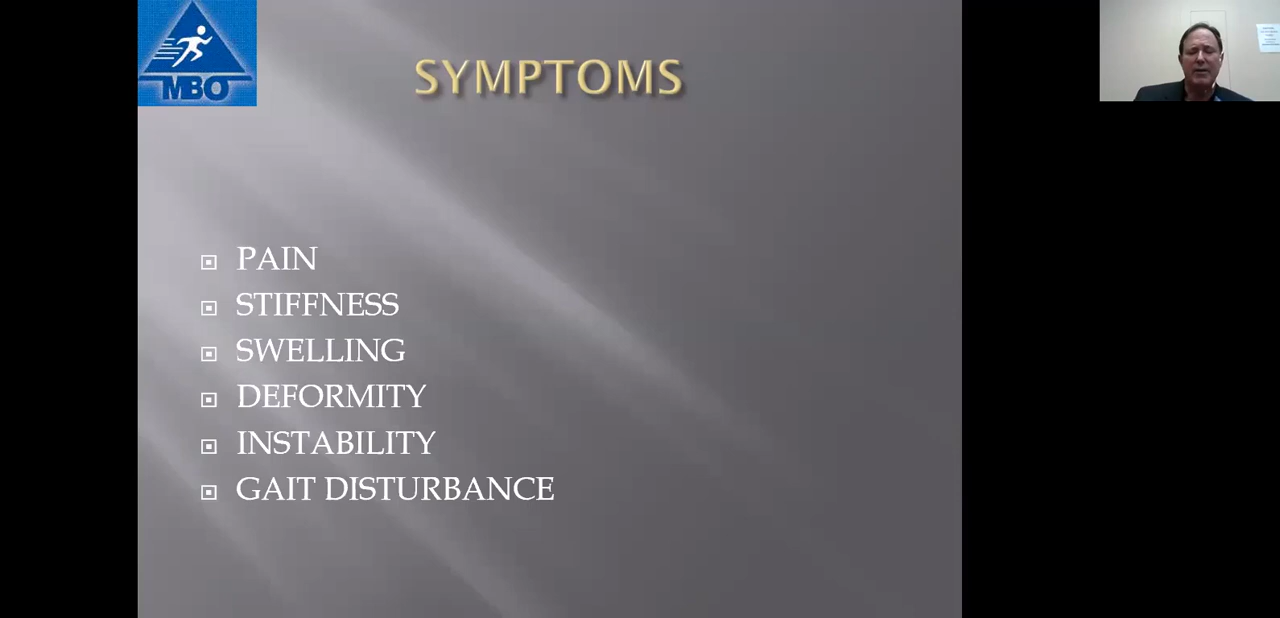 MBO
SYMPTOMS
PAIN
STIFFNESS
SWELLING
DEFORMITY
INSTABILITY
GAIT DISTURBANCE